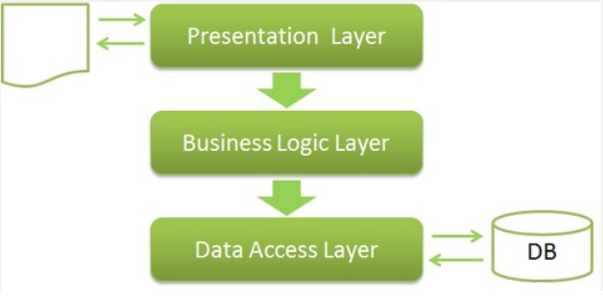 Presentation Layer
Business Logic Layer
Data Access Layer
DB